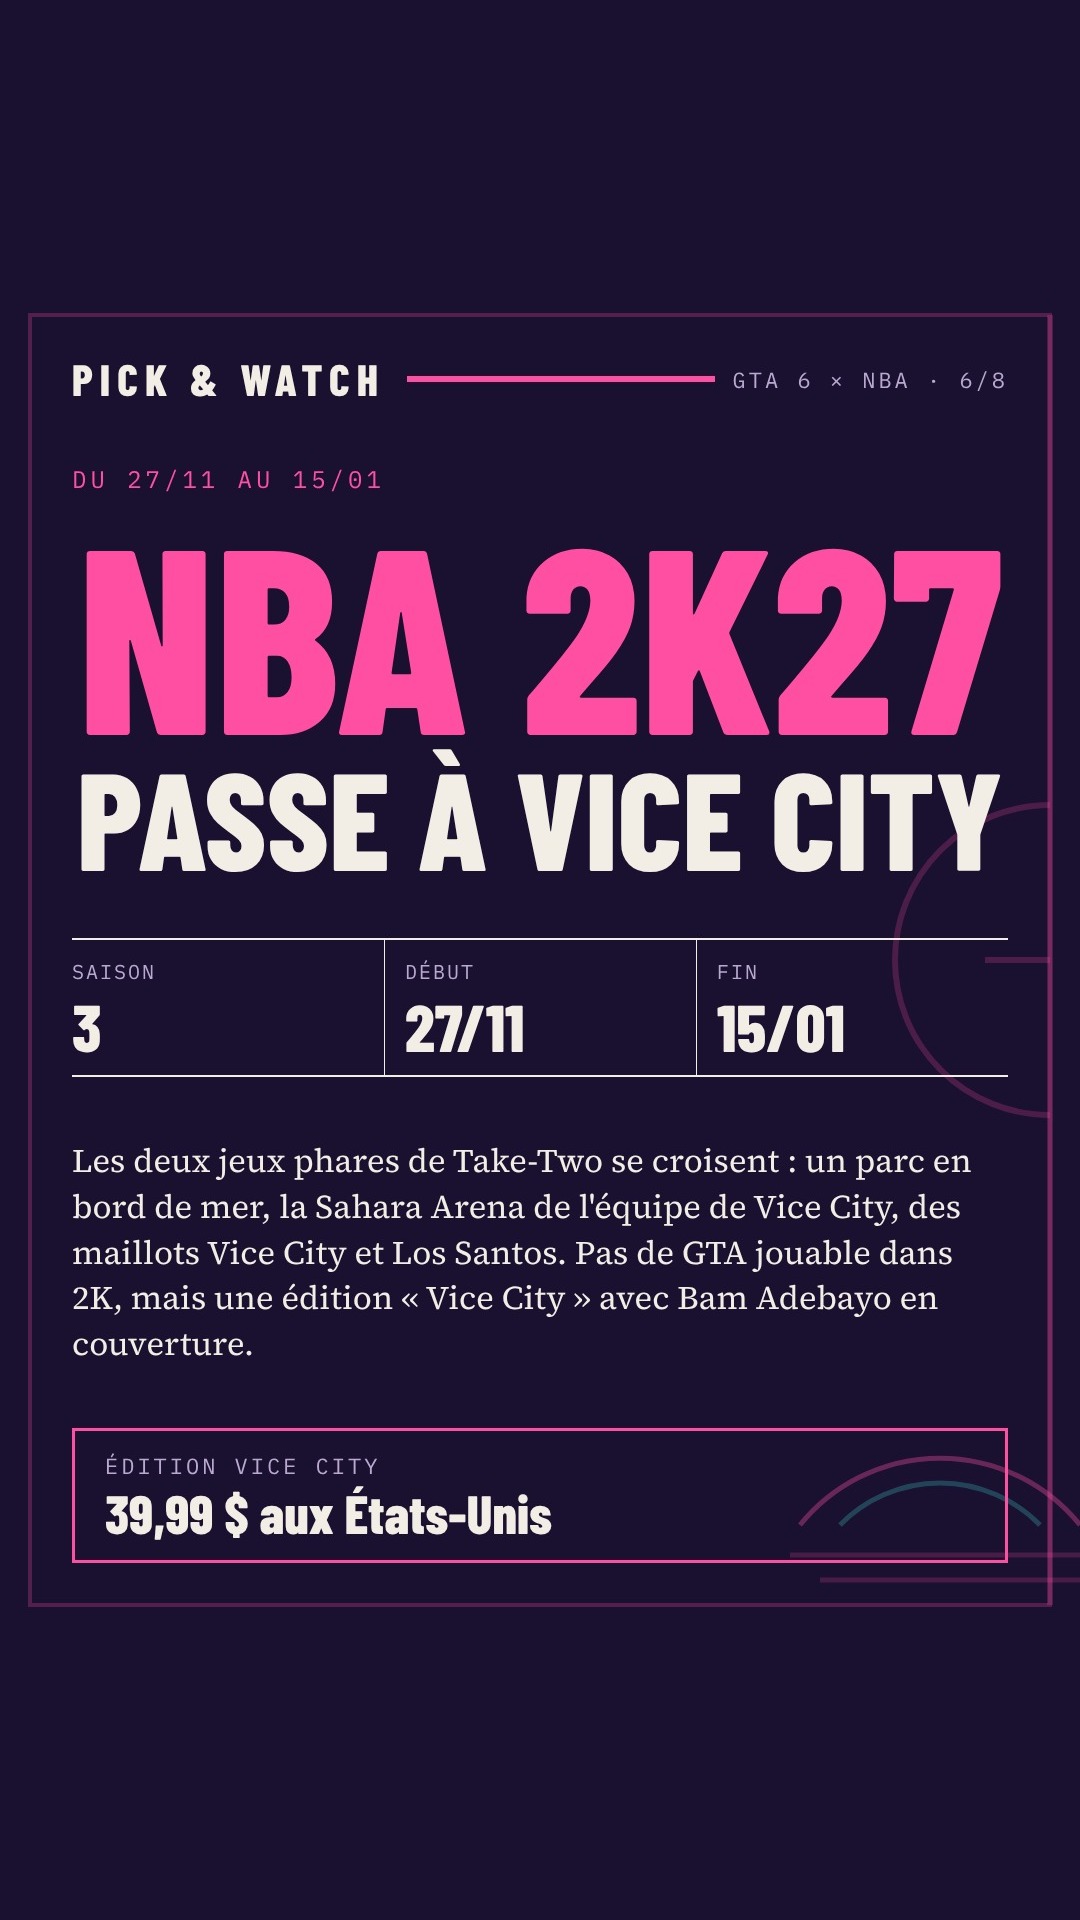 PICK & WATCH
GTA 6 × NBA · 6/8
DU 27/11 AU 15/01
NBA 2K27
PASSE À VICE CITY
SAISON
3
DÉBUT
27/11
FIN
15/01
Les deux jeux phares de Take-Two se croisent : un parc en
bord de mer, la Sahara Arena de l'équipe de Vice City, des
maillots Vice City et Los Santos. Pas de GTA jouable dans
2K, mais une édition « Vice City » avec Bam Adebayo en
couverture.
ÉDITION VICE CITY
39,99 $ aux États-Unis